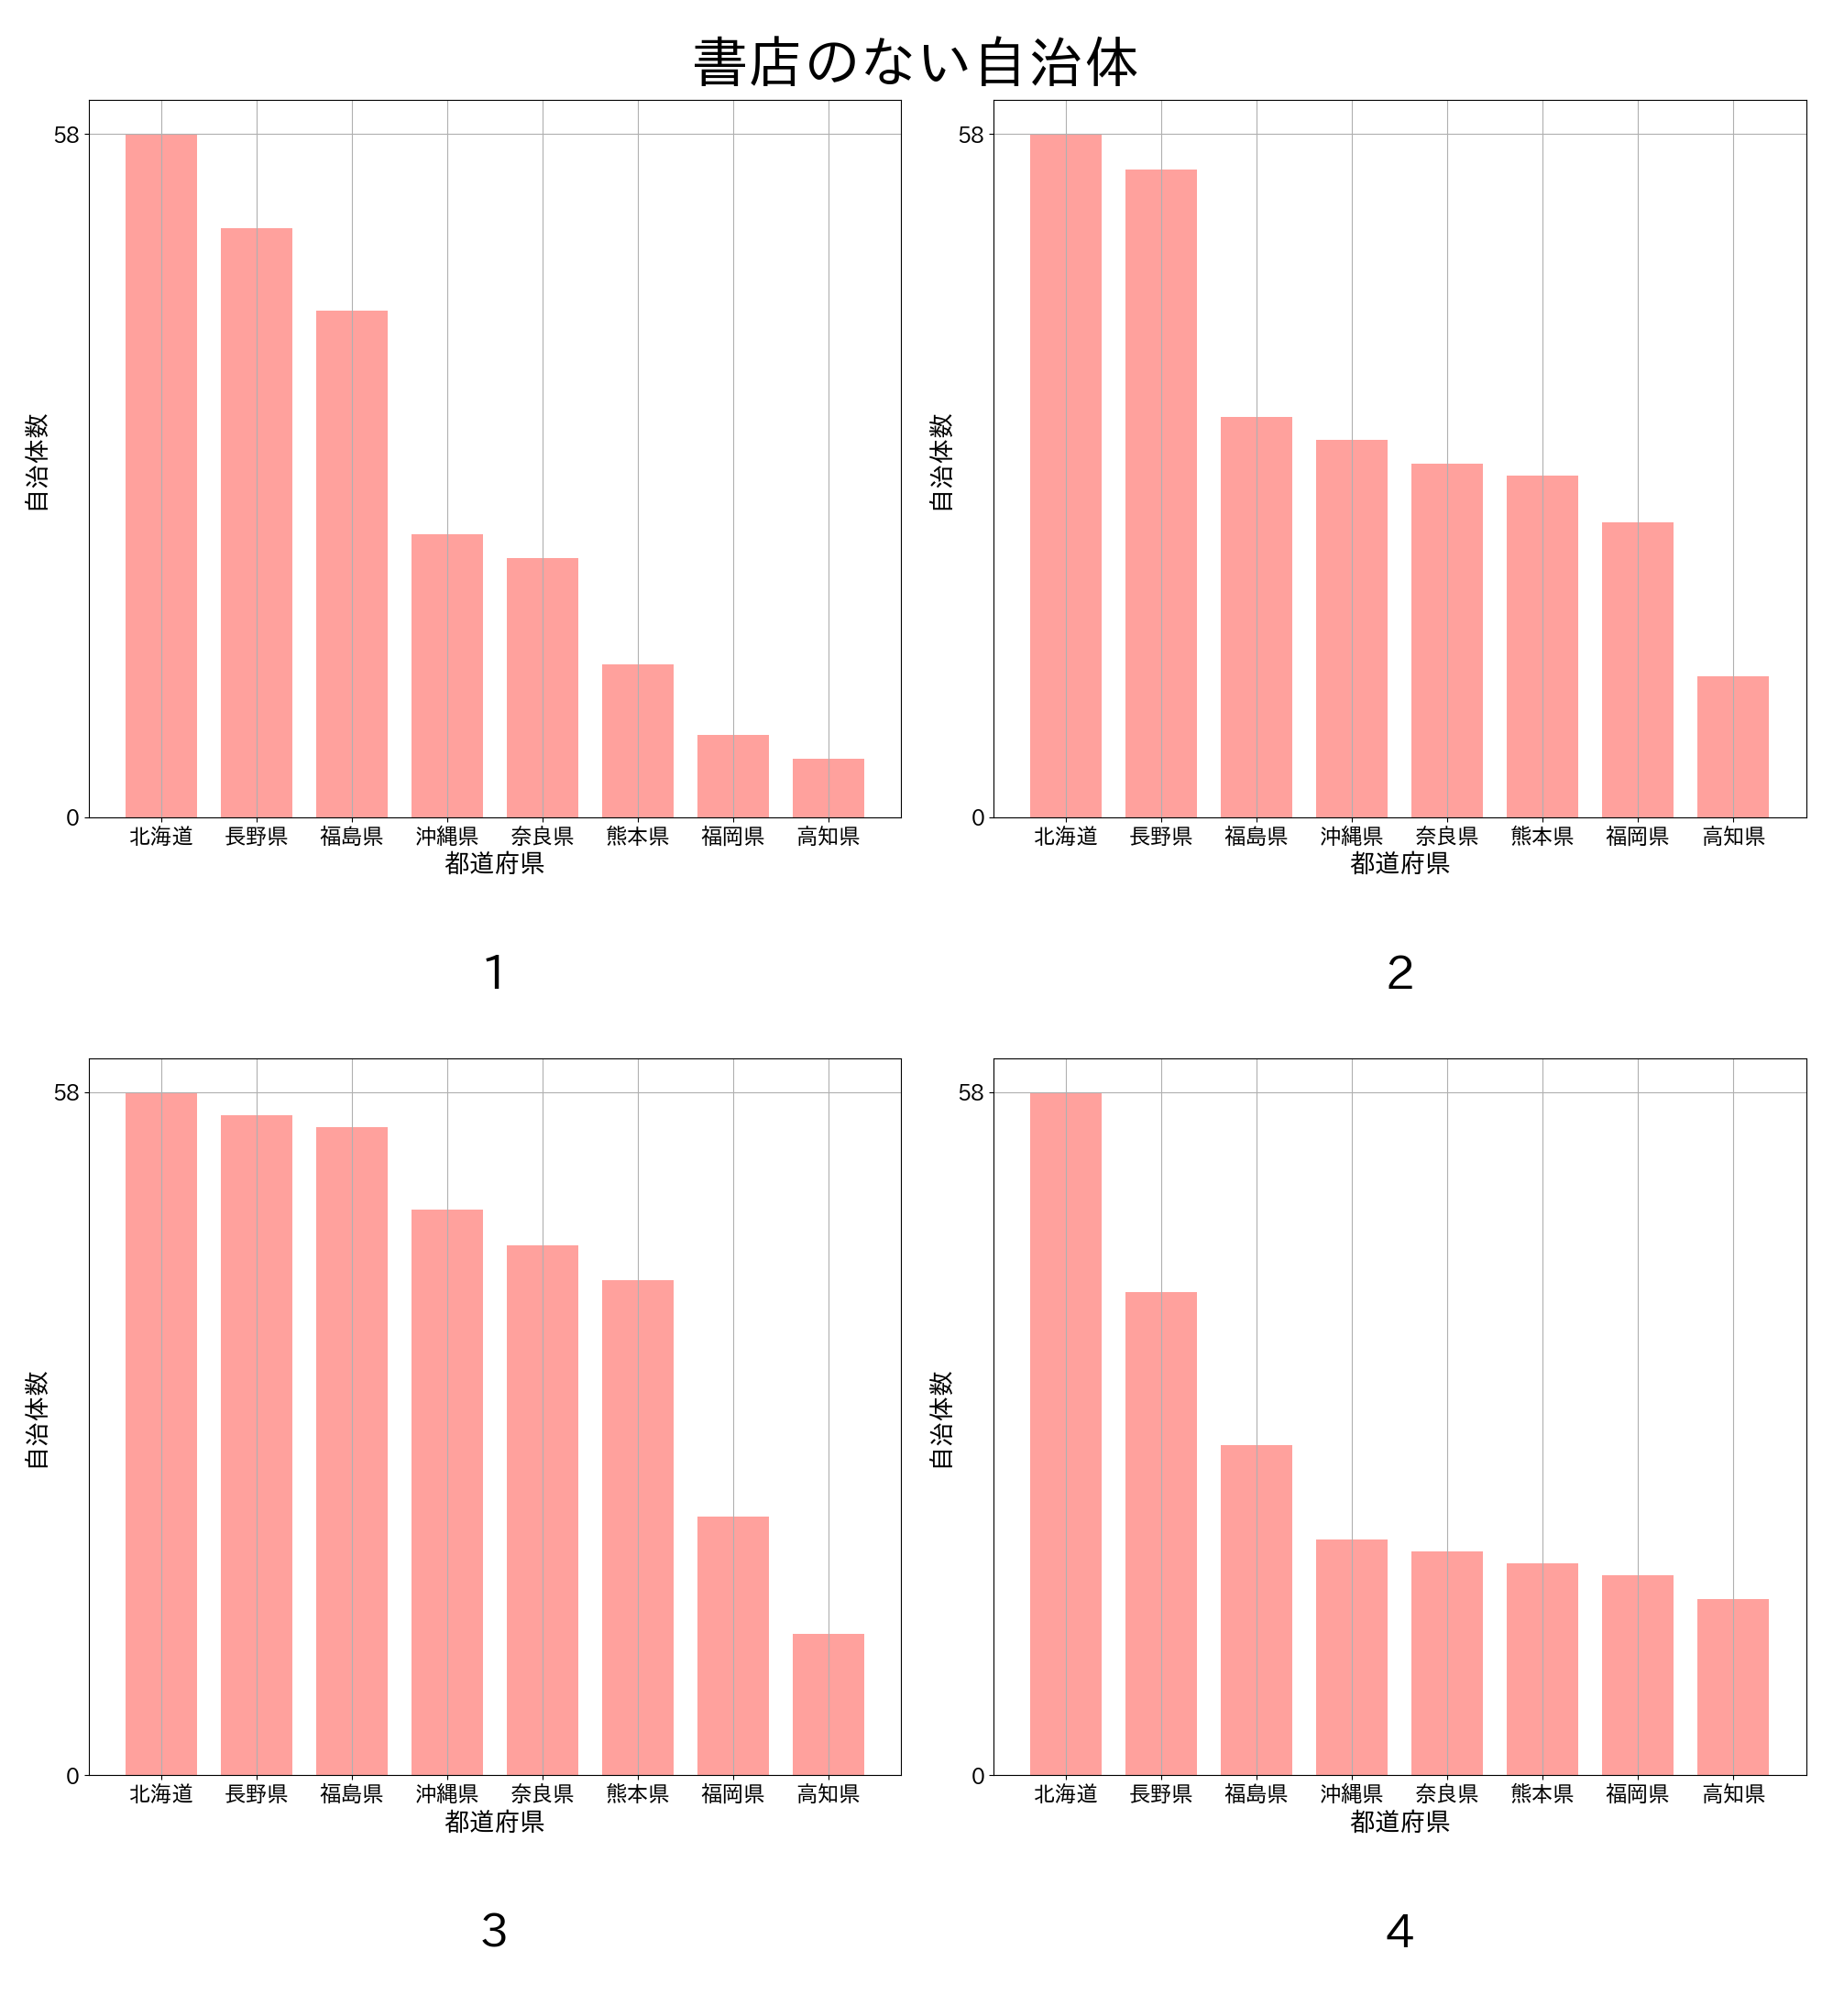 書店のない自治体
58
0
自治体数
北海道 長野県 福島県 沖縄県 奈良県 熊本県 福岡県 高知県
都道府県
1
58
0
自治体数
北海道 長野県 福島県 沖縄県 奈良県 熊本県 福岡県 高知県
都道府県
2
58
0
自治体数
北海道 長野県 福島県 沖縄県 奈良県 熊本県 福岡県 高知県
都道府県
3
58
0
自治体数
北海道 長野県 福島県 沖縄県 奈良県 熊本県 福岡県 高知県
都道府県
4